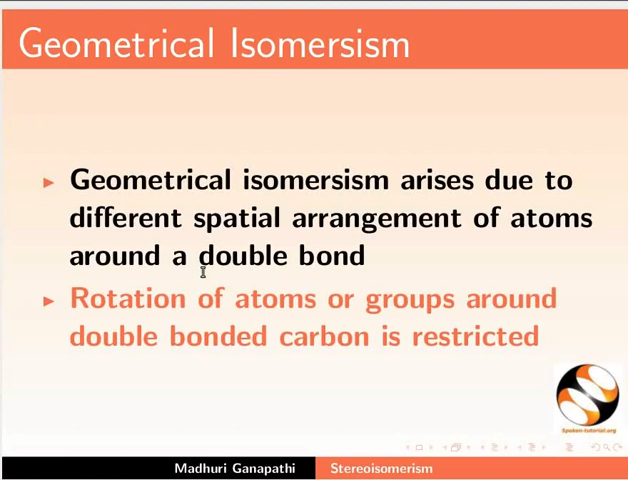 Geometrical Isomersism
Geometrical isomersism arises due to
different spatial arrangement of atoms
around a double bond
Rotation of atoms or groups around
double bonded carbon is restricted
Spoken-tutorial.org
Madhuri Ganapathi Stereoisomerism